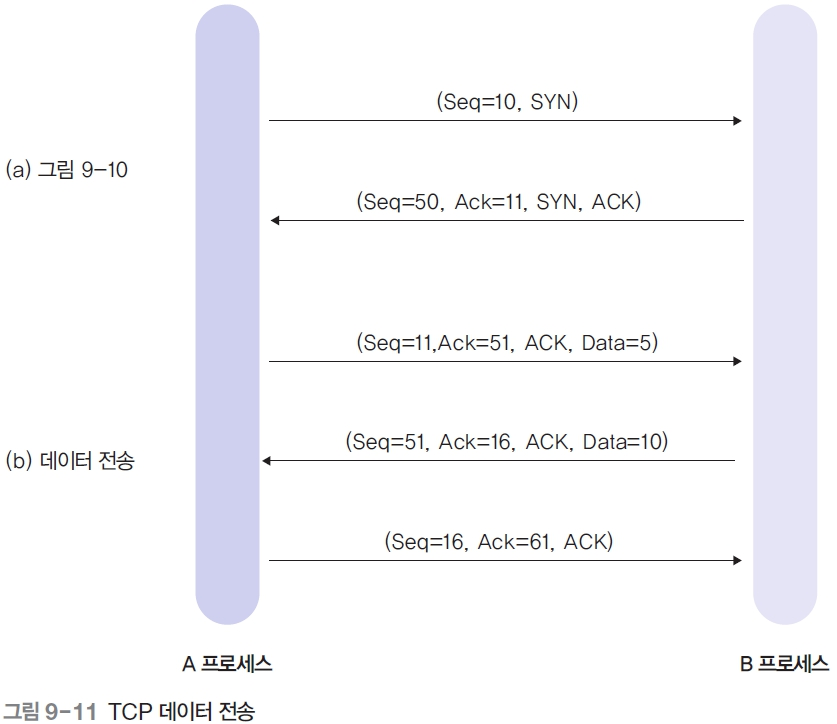 (Seq=10, SYN)
(a) 그림 9-10
(Seq=50, Ack=11, SYN, ACK)
(Seq=11,Ack=51, ACK, Data=5)
(Seq=51, Ack=16, ACK, Data=10)
(b) 데이터 전송
(Seq=16, Ack=61, ACK)
A 프로세스
B 프로세스
그림 9-11 TCP 데이터 전송